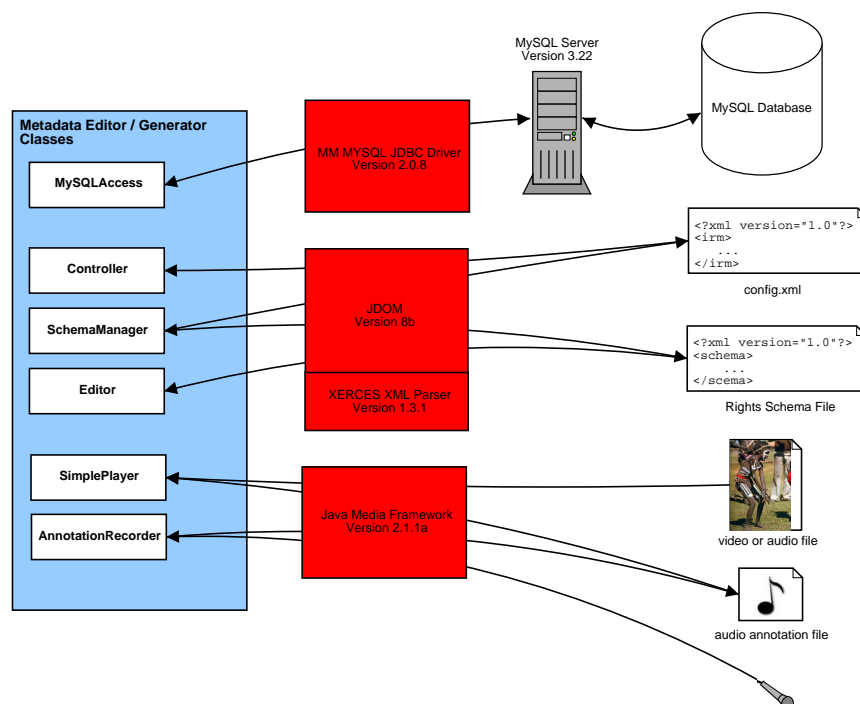 MySQL Server
Version 3.22
MySQL Database
Metadata Editor / Generator
Classes
MySQLAccess
MM MYSQL JDBC Driver
Version 2.0.8
Controller
SchemaManager
Editor
JDOM
Version 8b
XERCES XML Parser
Version 1.3.1
<?xml version="1.0"?>
<irm>
...
</irm>
config.xml
<?xml version="1.0"?>
<schema>
...
</scema>
Rights Schema File
SimplePlayer
AnnotationRecorder
Java Media Framework
Version 2.1.1a
video or audio file
audio annotation file